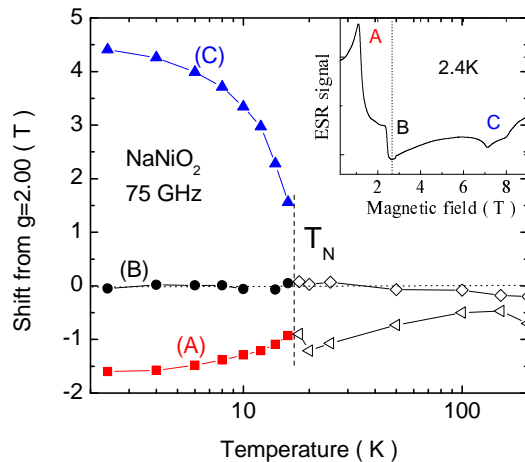 5
4
3
2
1
0
-1
-2
Shift from g=2.00 ( T )
10
100
Temperature ( K )
(C)
NaNiO2
75 GHz
TN
(B)
(A)
A
2.4K
B
C
ESR signal
2 4 6 8
Magnetic field ( T )